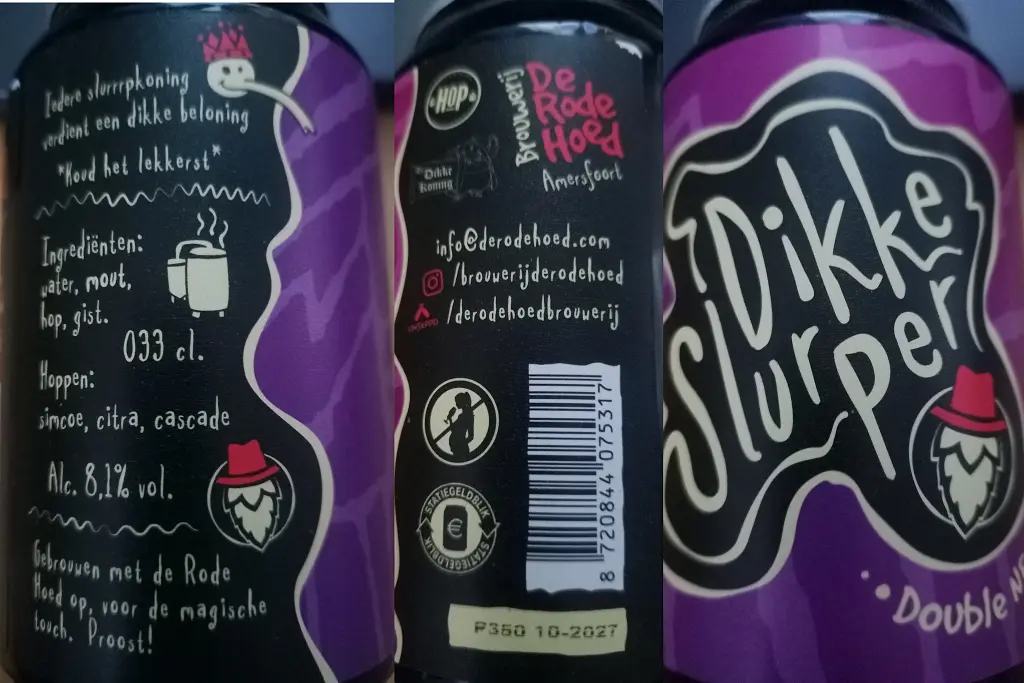 Iedere slurrrpkoning
verdient een dikke beloning
*Koud het lekkerst*
Ingrediënten:
water, mout,
hop, gist.
033 cl.
Hoppen:
simcoe, citra, cascade
Alc. 8,1% vol.
Gebrouwen met de Rode
Hoed op, voor de magische
touch. Proost!
HOP
Dikke
Koning
Brouwerij
De
Rode
Hoed
Amersfoort
info@derodehoed.com
/brouwerijderodehoed
UNTAPPD
/derodehoedbrouwerij
STATIEGELDBLIK
STATIEGELDBLIK
8 720844 075317
P350 10-2027
Dikke
Slurper
Double